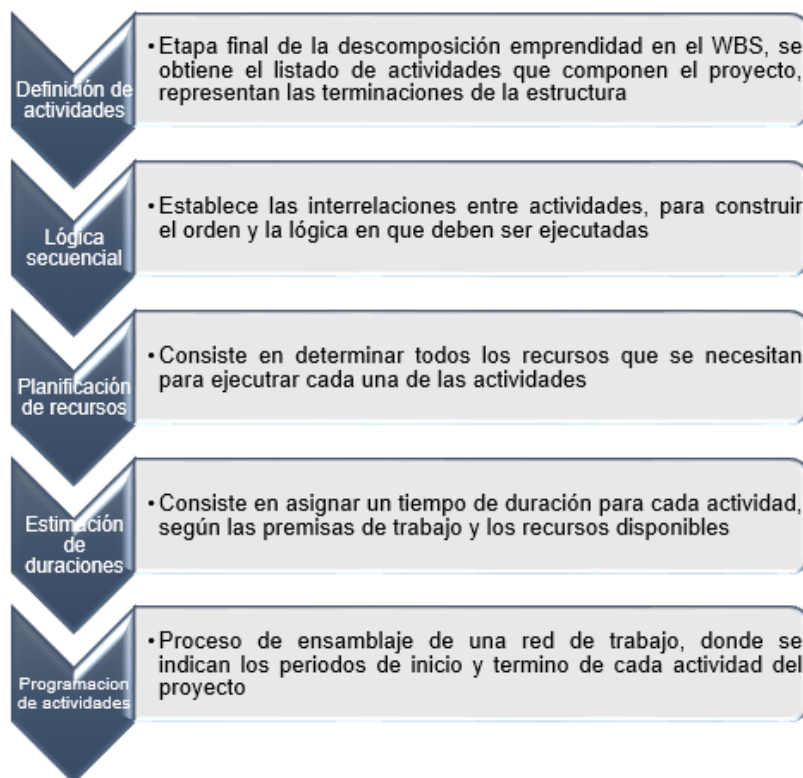 Definición de
actividades
•Etapa final de la descomposición emprendidad en el WBS, se
obtiene el listado de actividades que componen el proyecto,
representan las terminaciones de la estructura
Lógica
secuencial
•Establece las interrelaciones entre actividades, para construir
el orden y la lógica en que deben ser ejecutadas
Planificación
de recursos
•Consiste en determinar todos los recursos que se necesitan
para ejecutrar cada una de las actividades
Estimación
de
duraciones
•Consiste en asignar un tiempo de duración para cada actividad,
según las premisas de trabajo y los recursos disponibles
Programacion
de actividades
•Proceso de ensamblaje de una red de trabajo, donde se
indican los periodos de inicio y termino de cada actividad del
proyecto